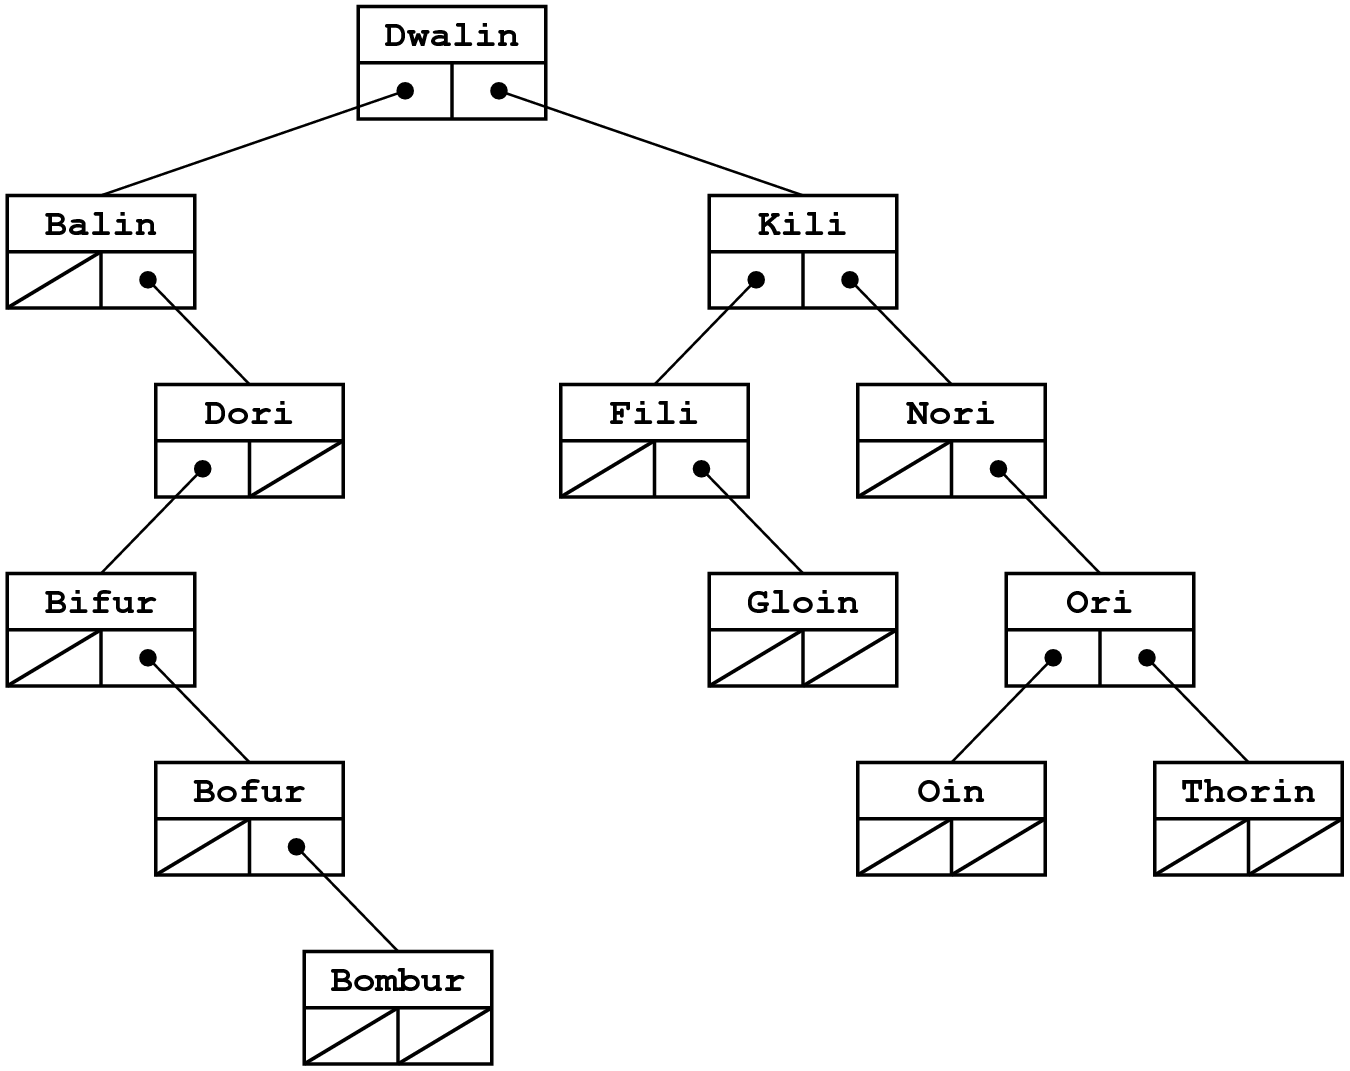 Dwalin
Balin
Kili
Dori
Fili
Nori
Bifur
Gloin
Ori
Bofur
Oin
Thorin
Bombur